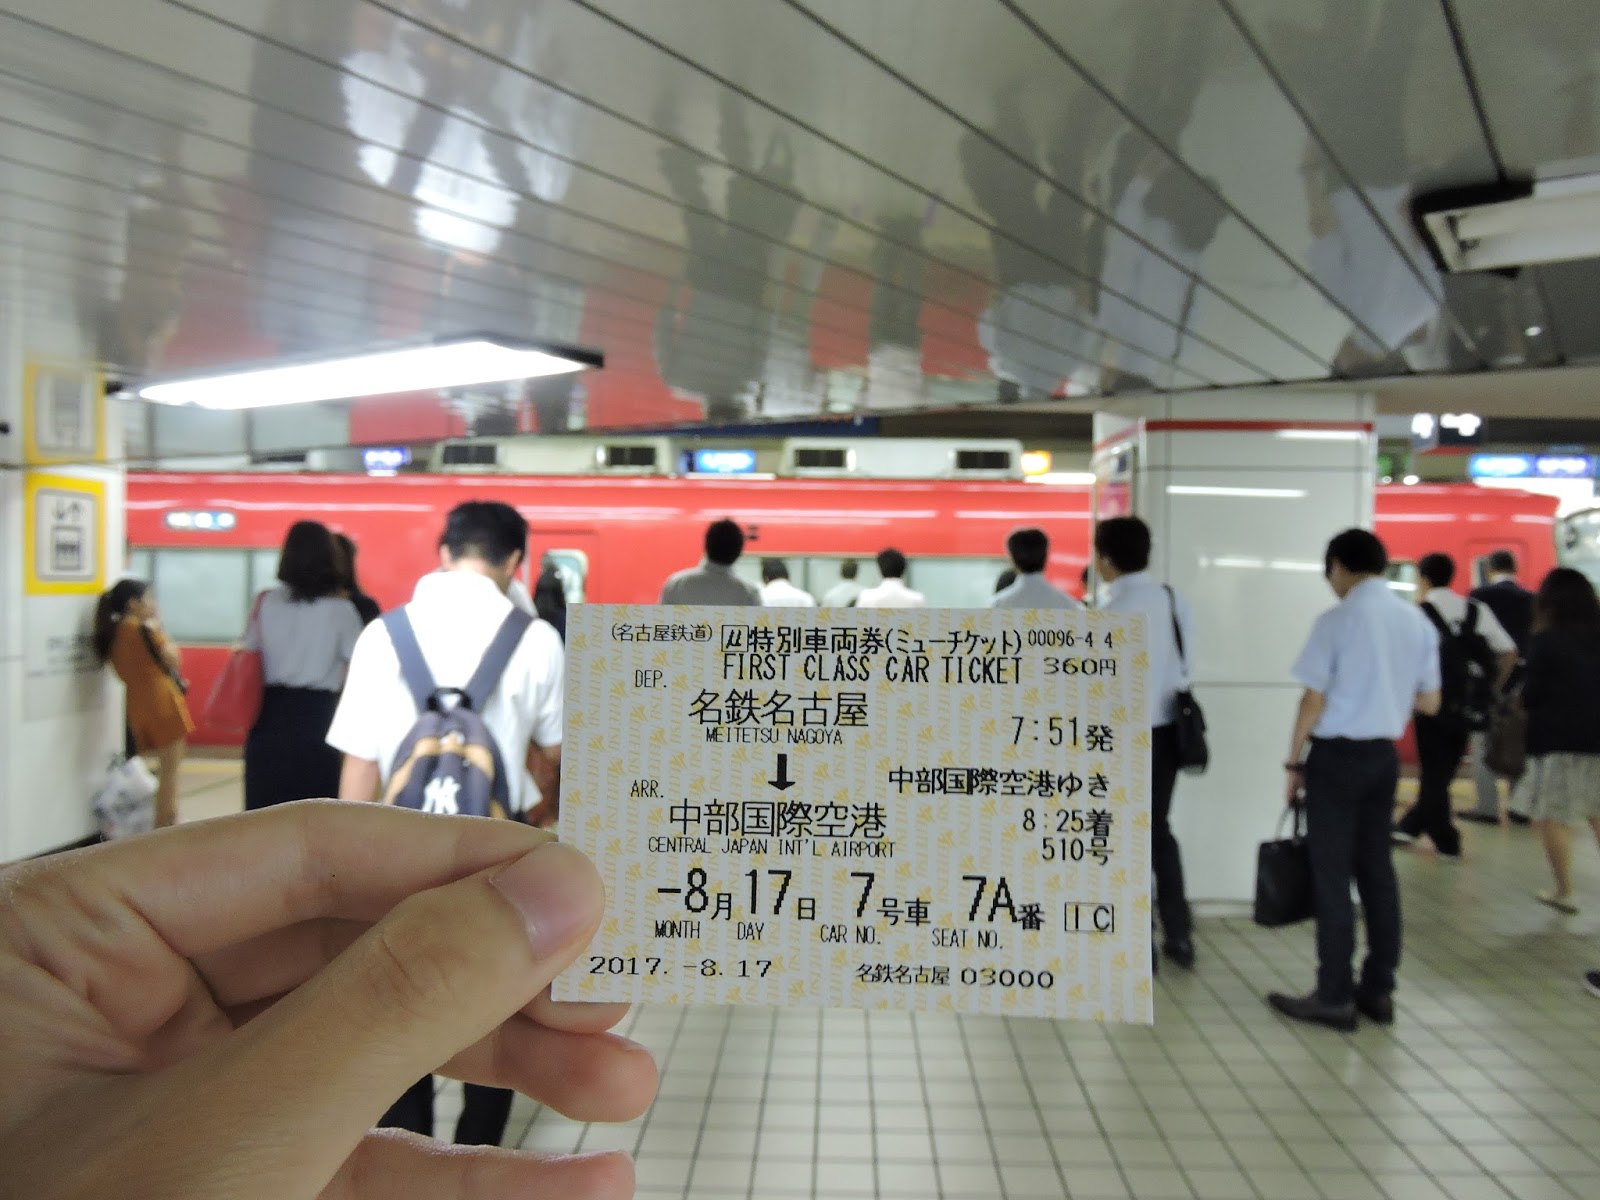 (名古屋鉄道) μ特別車両券(ミューチケット) 00096-4 4
FIRST CLASS CAR TICKET 360円
DEP.
名鉄名古屋 7:51発
MEITETSU NAGOYA
↓ 中部国際空港ゆき
ARR.
中部国際空港 8:25着
CENTRAL JAPAN INT'L AIRPORT 510号
-8月17日 7号車 7A番 IC
MONTH DAY CAR NO. SEAT NO.
2017.-8.17 名鉄名古屋 03000